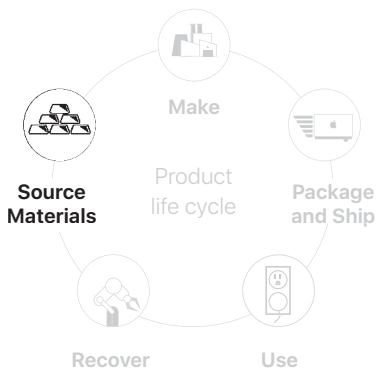 Make
Source
Materials
Product
life cycle
Package
and Ship
Recover
Use